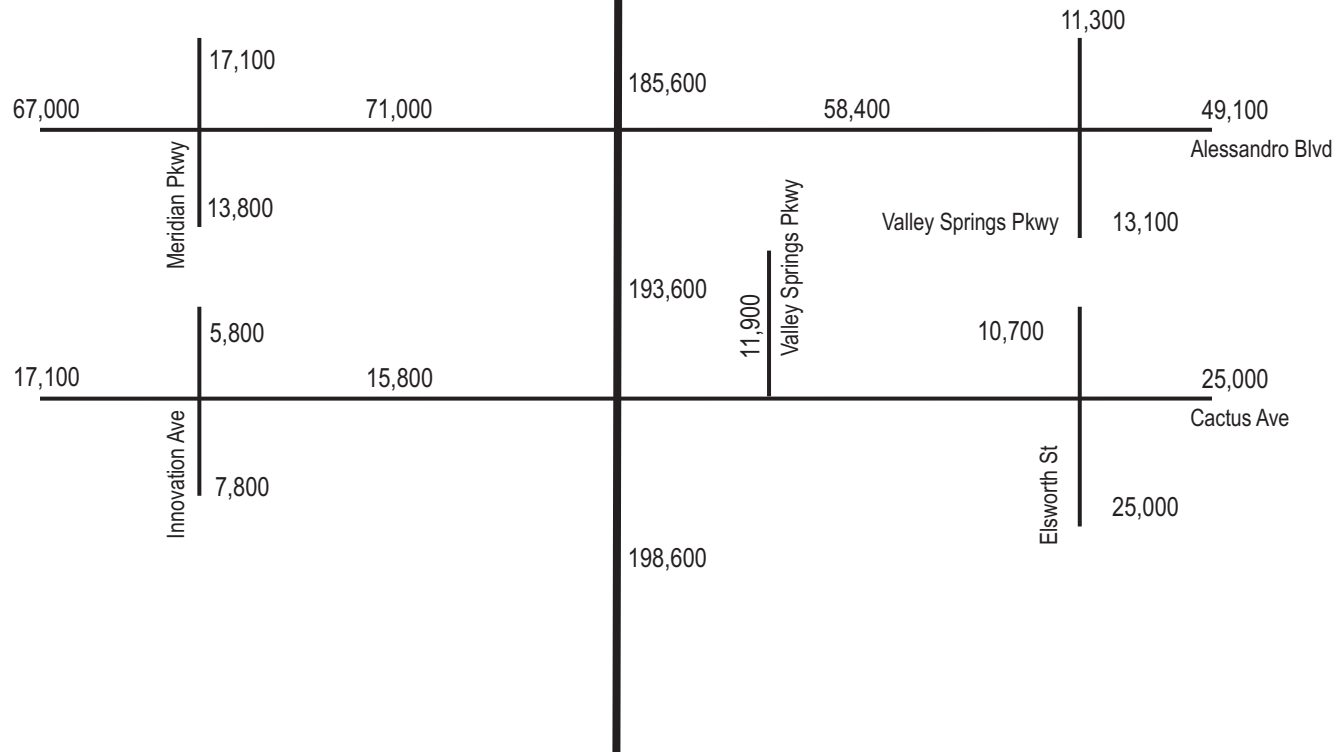 11,300
17,100
185,600
67,000
71,000
58,400
49,100
Alessandro Blvd
Meridian Pkwy
13,800
Valley Springs Pkwy
Valley Springs Pkwy
13,100
193,600
11,900
5,800
10,700
17,100
15,800
25,000
Cactus Ave
Innovation Ave
7,800
Elsworth St
25,000
198,600